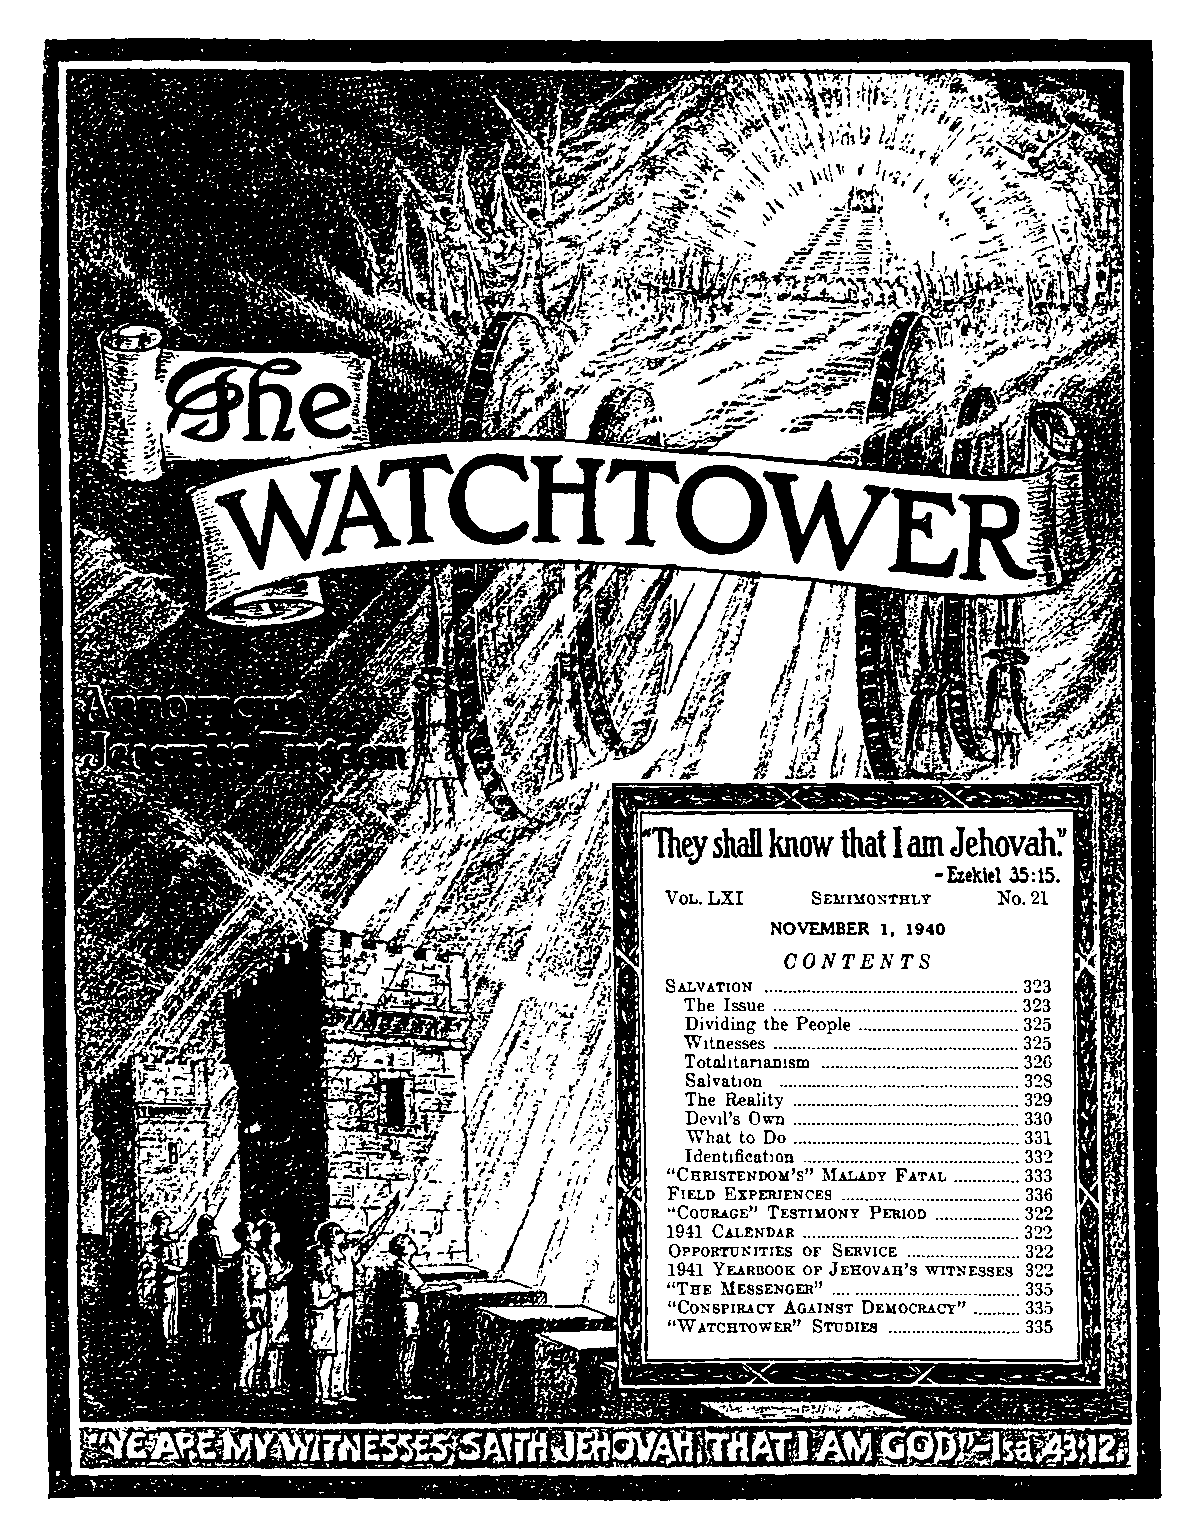 The
WATCHTOWER
Announcing
Jehovah's Kingdom
"They shall know that I am Jehovah."
-Ezekiel 35:15.
VOL. LXI SEMIMONTHLY No. 21
NOVEMBER 1, 1940
CONTENTS
SALVATION ........ 323
The Issue ........ 323
Dividing the People ........ 325
Witnesses ........ 325
Totalitarianism ........ 326
Salvation ........ 328
The Reality ........ 329
Devil's Own ........ 330
What to Do ........ 331
Identification ........ 332
"CHRISTENDOM'S" MALADY FATAL ........ 333
FIELD EXPERIENCES ........ 336
"COURAGE" TESTIMONY PERIOD ........ 322
1941 CALENDAR ........ 322
OPPORTUNITIES OF SERVICE ........ 322
1941 YEARBOOK OF JEHOVAH'S WITNESSES 322
"THE MESSENGER" ........ 335
"CONSPIRACY AGAINST DEMOCRACY" ........ 335
"WATCHTOWER" STUDIES ........ 335
"YE ARE MY WITNESSES, SAITH JEHOVAH, THAT I AM GOD."-Isa. 43:12.